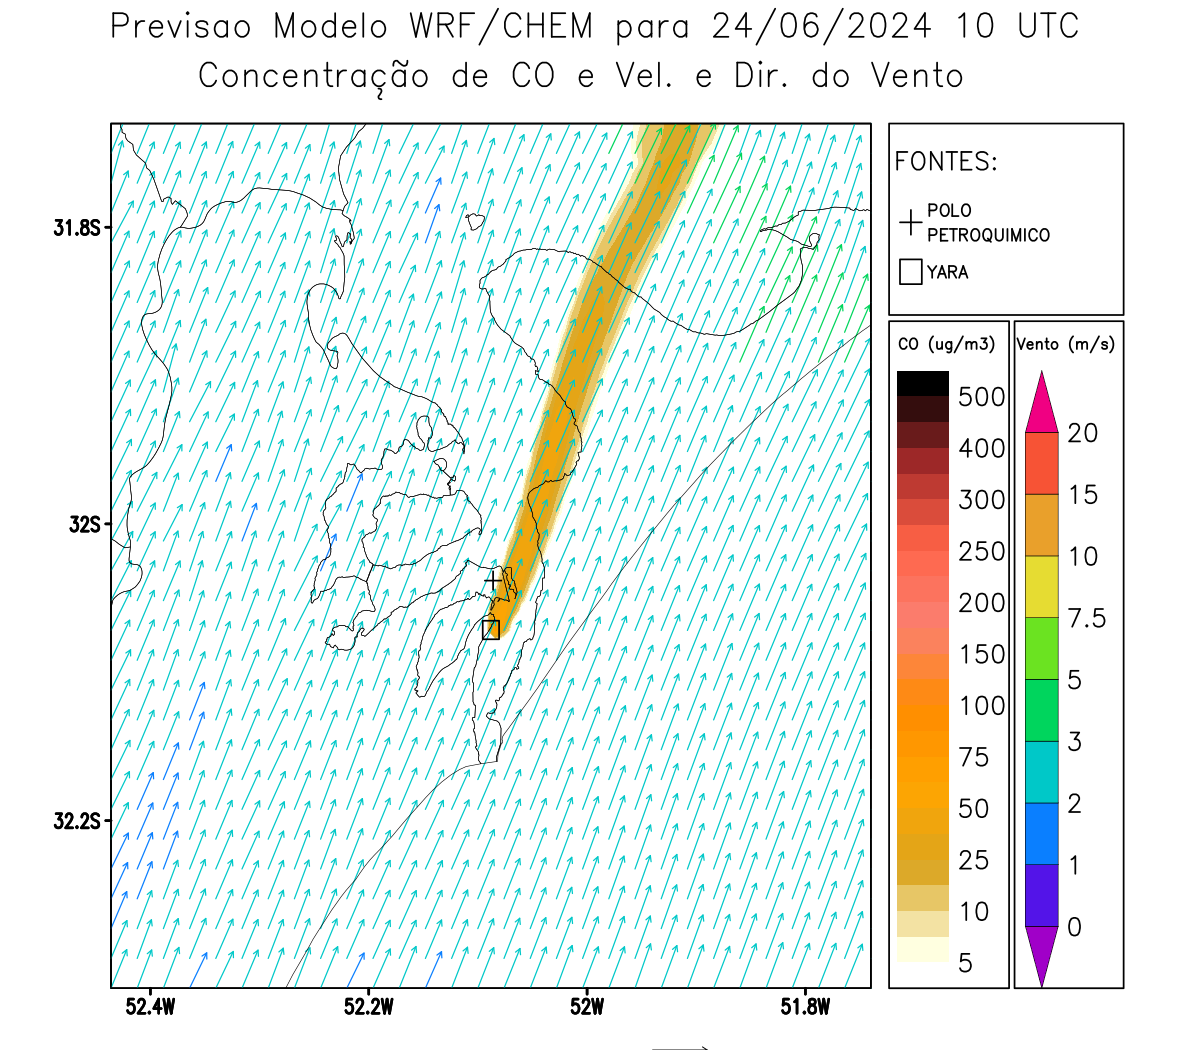 Previsao Modelo WRF/CHEM para 24/06/2024 10 UTC
Concentração de CO e Vel. e Dir. do Vento
FONTES:
POLO
PETROQUIMICO
YARA
CO (ug/m3)
500
400
300
250
200
150
100
75
50
25
10
5
Vento (m/s)
20
15
10
7.5
5
3
2
1
0
31.8S
32S
32.2S
52.4W
52.2W
52W
51.8W